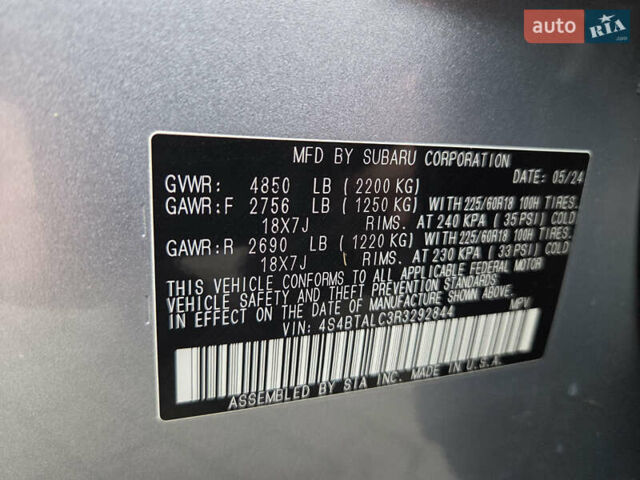 auto RIA.com
MFD BY SUBARU CORPORATION
DATE: 05/24
GVWR: 4850 LB (2200 KG)
GAWR:F 2756 LB (1250 KG) WITH 225/60R18 100H TIRES.
18X7J RIMS. AT 240 KPA (35 PSI) COLD
GAWR:R 2690 LB (1220 KG) WITH 225/60R18 100H TIRES.
18X7J RIMS. AT 230 KPA (33 PSI) COLD
THIS VEHICLE CONFORMS TO ALL APPLICABLE FEDERAL MOTOR
VEHICLE SAFETY AND THEFT PREVENTION STANDARDS
IN EFFECT ON THE DATE OF MANUFACTURE SHOWN ABOVE.
VIN: 4S4BTALC3R3292844 MPV
ASSEMBLED BY SIA INC. MADE IN U.S.A.